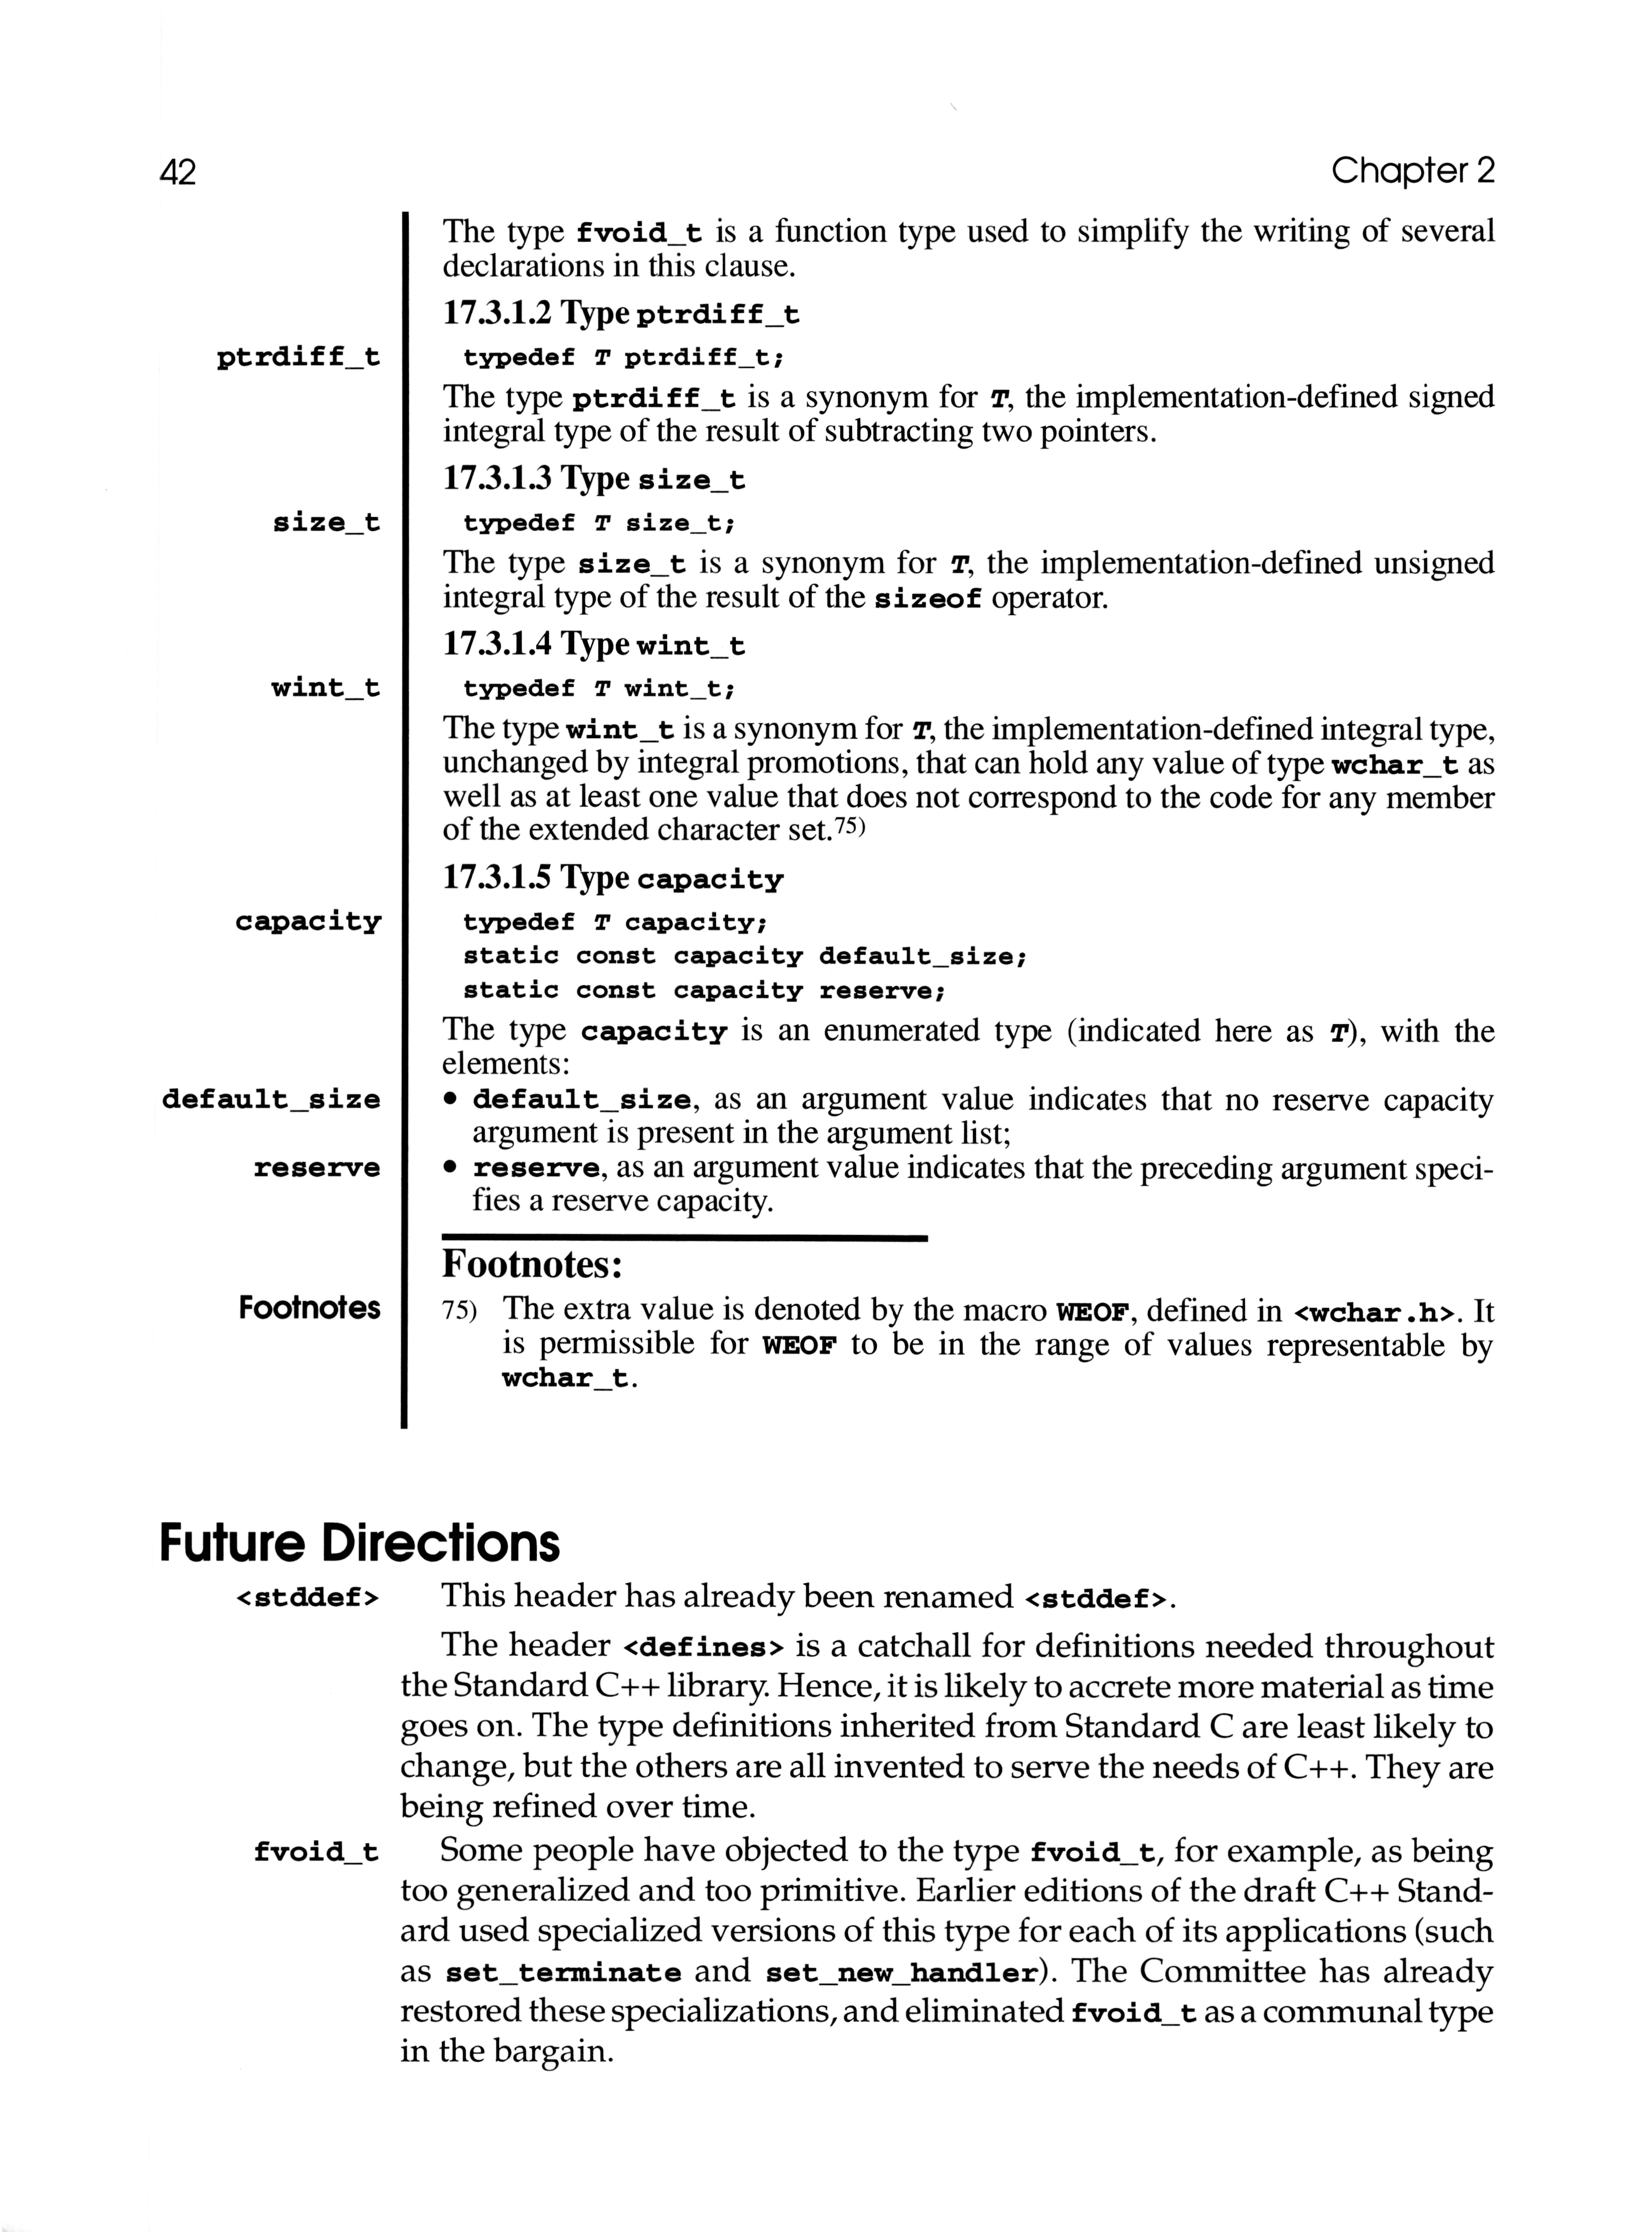 42
Chapter 2
The type fvoid_t is a function type used to simplify the writing of several
declarations in this clause.
17.3.1.2 Type ptrdiff_t
ptrdiff_t
typedef T ptrdiff_t;
The type ptrdiff_t is a synonym for T, the implementation-defined signed
integral type of the result of subtracting two pointers.
17.3.1.3 Type size_t
size_t
typedef T size_t;
The type size_t is a synonym for T, the implementation-defined unsigned
integral type of the result of the sizeof operator.
17.3.1.4 Type wint_t
wint_t
typedef T wint_t;
The type wint_t is a synonym for T, the implementation-defined integral type,
unchanged by integral promotions, that can hold any value of type wchar_t as
well as at least one value that does not correspond to the code for any member
of the extended character set.75)
17.3.1.5 Type capacity
capacity
typedef T capacity;
static const capacity default_size;
static const capacity reserve;
The type capacity is an enumerated type (indicated here as T), with the
elements:
default_size
• default_size, as an argument value indicates that no reserve capacity
argument is present in the argument list;
reserve
• reserve, as an argument value indicates that the preceding argument speci-
fies a reserve capacity.
Footnotes:
Footnotes
75) The extra value is denoted by the macro WEOF, defined in <wchar.h>. It
is permissible for WEOF to be in the range of values representable by
wchar_t.
Future Directions
<stddef>
This header has already been renamed <stddef>.
The header <defines> is a catchall for definitions needed throughout
the Standard C++ library. Hence, it is likely to accrete more material as time
goes on. The type definitions inherited from Standard C are least likely to
change, but the others are all invented to serve the needs of C++. They are
being refined over time.
fvoid_t
Some people have objected to the type fvoid_t, for example, as being
too generalized and too primitive. Earlier editions of the draft C++ Stand-
ard used specialized versions of this type for each of its applications (such
as set_terminate and set_new_handler). The Committee has already
restored these specializations, and eliminated fvoid_t as a communal type
in the bargain.